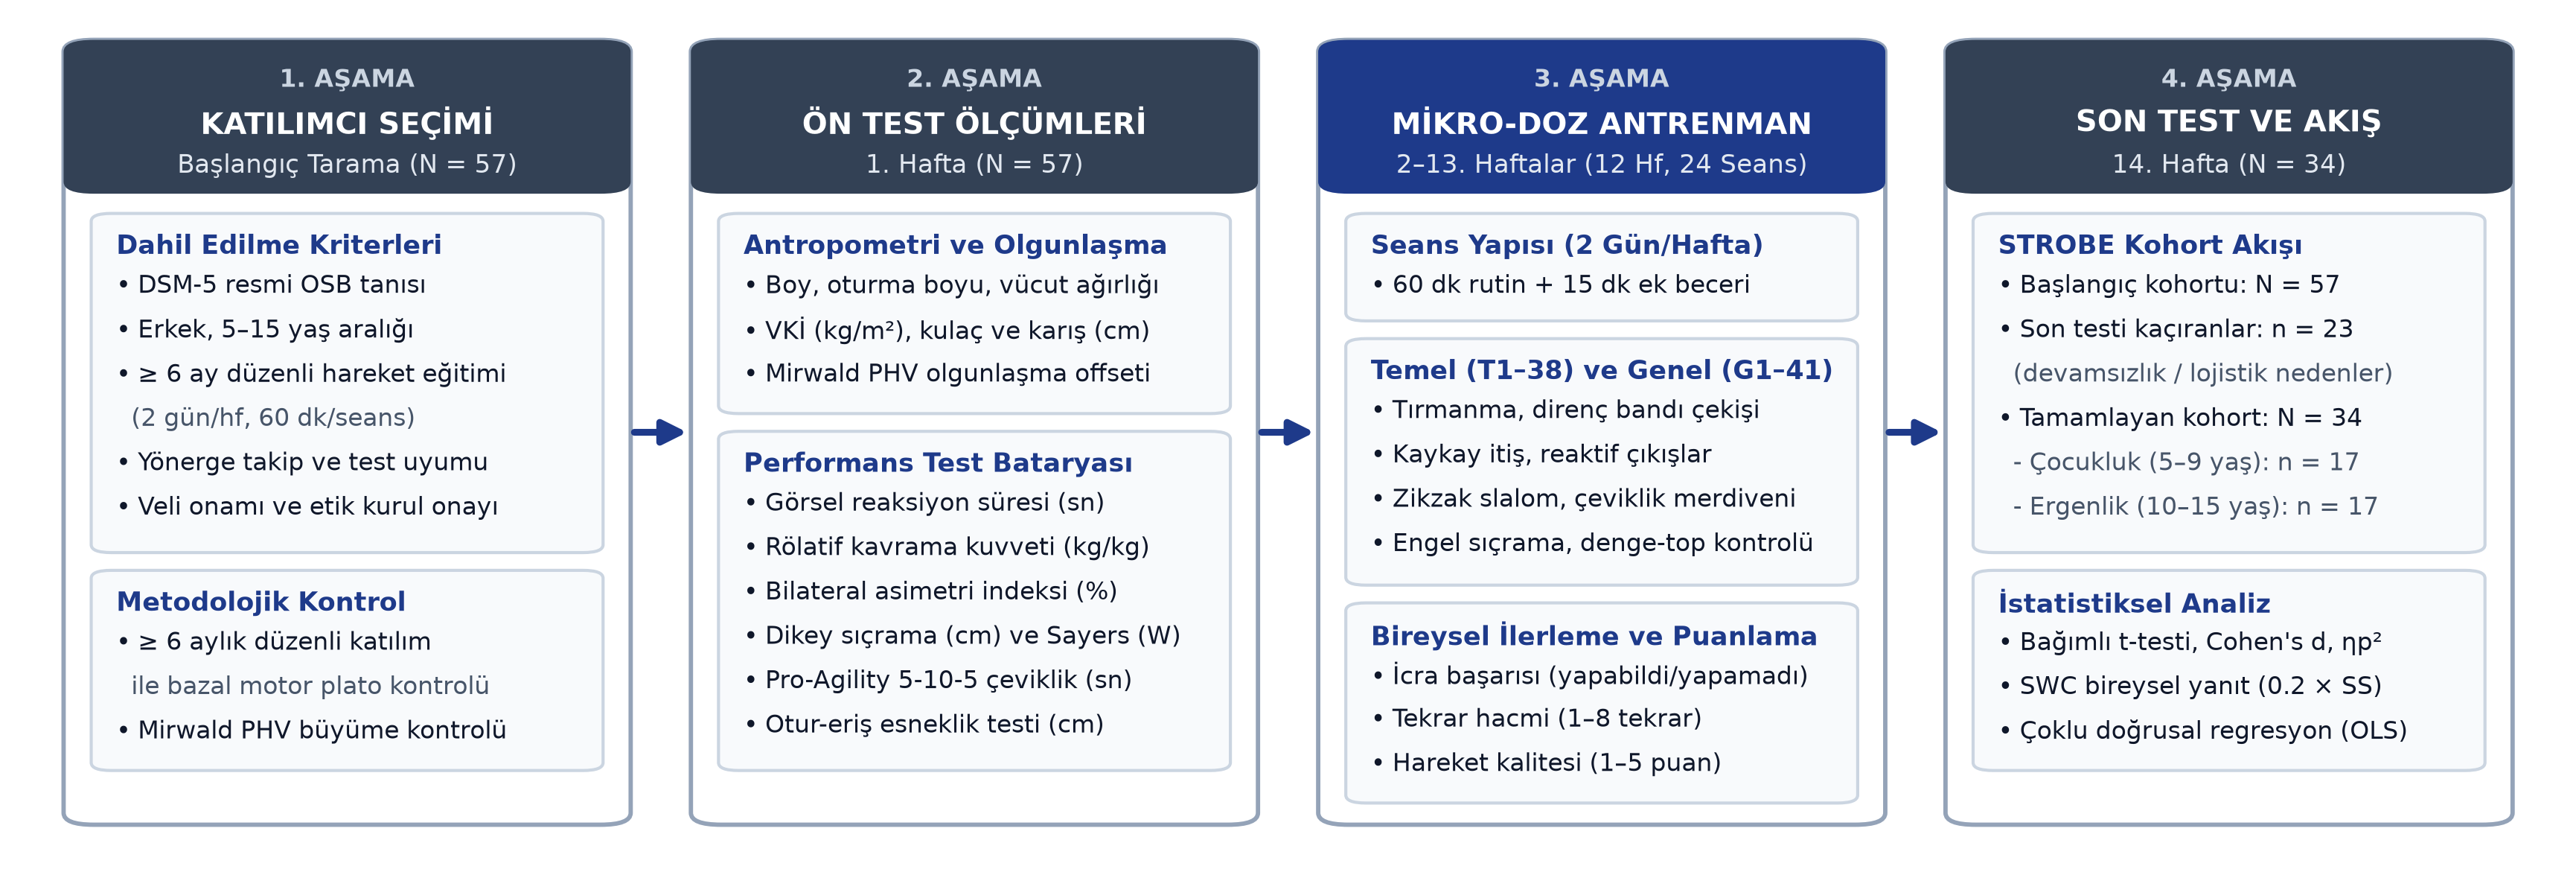 1. AŞAMA
KATILIMCI SEÇİMİ
Başlangıç Tarama (N = 57)
Dahil Edilme Kriterleri
• DSM-5 resmi OSB tanısı
• Erkek, 5–15 yaş aralığı
• ≥ 6 ay düzenli hareket eğitimi
(2 gün/hf, 60 dk/seans)
• Yönerge takip ve test uyumu
• Veli onamı ve etik kurul onayı
Metodolojik Kontrol
• ≥ 6 aylık düzenli katılım
ile bazal motor plato kontrolü
• Mirwald PHV büyüme kontrolü
2. AŞAMA
ÖN TEST ÖLÇÜMLERİ
1. Hafta (N = 57)
Antropometri ve Olgunlaşma
• Boy, oturma boyu, vücut ağırlığı
• VKİ (kg/m²), kulaç ve karış (cm)
• Mirwald PHV olgunlaşma offseti
Performans Test Bataryası
• Görsel reaksiyon süresi (sn)
• Rölatif kavrama kuvveti (kg/kg)
• Bilateral asimetri indeksi (%)
• Dikey sıçrama (cm) ve Sayers (W)
• Pro-Agility 5-10-5 çeviklik (sn)
• Otur-eriş esneklik testi (cm)
3. AŞAMA
MİKRO-DOZ ANTRENMAN
2–13. Haftalar (12 Hf, 24 Seans)
Seans Yapısı (2 Gün/Hafta)
• 60 dk rutin + 15 dk ek beceri
Temel (T1–38) ve Genel (G1–41)
• Tırmanma, direnç bandı çekişi
• Kaykay itiş, reaktif çıkışlar
• Zikzak slalom, çeviklik merdiveni
• Engel sıçrama, denge-top kontrolü
Bireysel İlerleme ve Puanlama
• İcra başarısı (yapabildi/yapamadı)
• Tekrar hacmi (1–8 tekrar)
• Hareket kalitesi (1–5 puan)
4. AŞAMA
SON TEST VE AKIŞ
14. Hafta (N = 34)
STROBE Kohort Akışı
• Başlangıç kohortu: N = 57
• Son testi kaçıranlar: n = 23
(devamsızlık / lojistik nedenler)
• Tamamlayan kohort: N = 34
- Çocukluk (5–9 yaş): n = 17
- Ergenlik (10–15 yaş): n = 17
İstatistiksel Analiz
• Bağımlı t-testi, Cohen's d, ηp²
• SWC bireysel yanıt (0.2 × SS)
• Çoklu doğrusal regresyon (OLS)